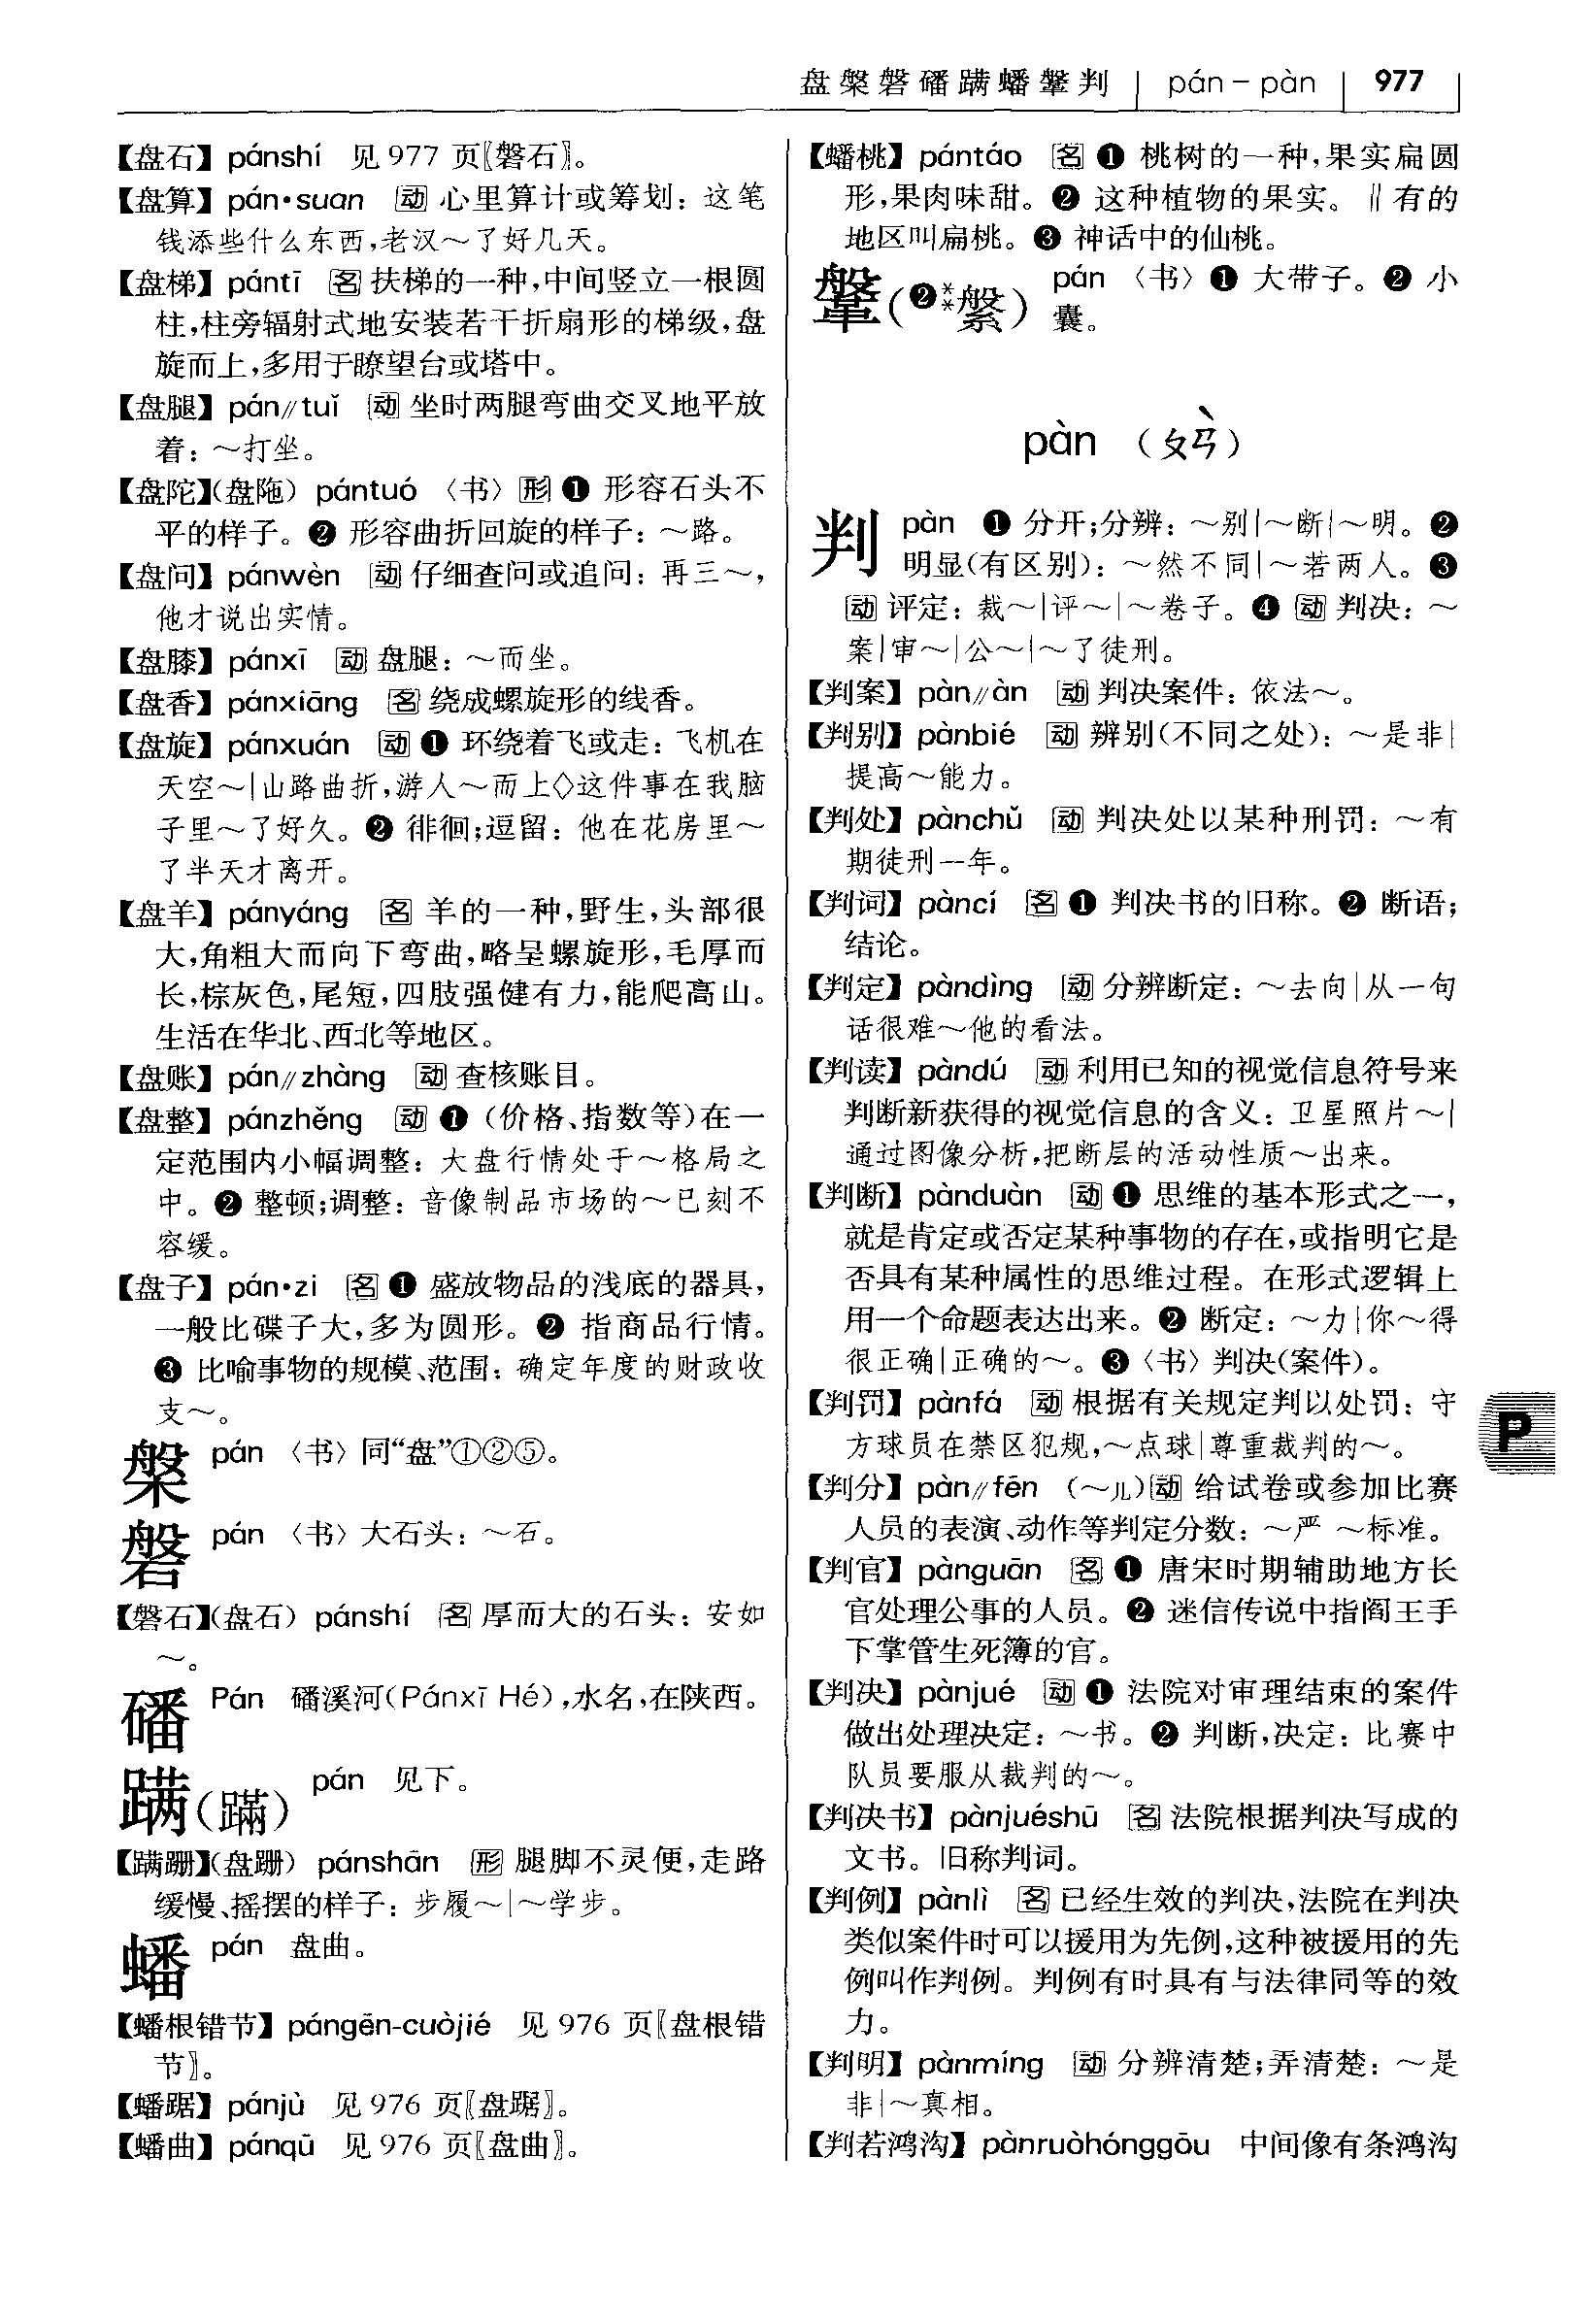 盘槃磐磻蹒蟠鞶判 pán－pàn 977
【盘石】pánshí 见977页〖磐石〗。
【盘算】pán·suan 动 心里算计或筹划：这笔
钱添些什么东西，老汉～了好几天。
【盘梯】pántī 名 扶梯的一种，中间竖立一根圆
柱，柱旁辐射式地安装若干折扇形的梯级，盘
旋而上，多用于瞭望台或塔中。
【盘腿】pán∥tuǐ 动 坐时两腿弯曲交叉地平放
着：～打坐。
【盘陀】（盘陁）pántuó 〈书〉形 ❶ 形容石头不
平的样子。❷ 形容曲折回旋的样子：～路。
【盘问】pánwèn 动 仔细查问或追问：再三～，
他才说出实情。
【盘膝】pánxī 动 盘腿：～而坐。
【盘香】pánxiāng 名 绕成螺旋形的线香。
【盘旋】pánxuán 动 ❶ 环绕着飞或走：飞机在
天空～|山路曲折，游人～而上◇这件事在我脑
子里～了好久。❷ 徘徊；逗留：他在花房里～
了半天才离开。
【盘羊】pányáng 名 羊的一种，野生，头部很
大，角粗大而向下弯曲，略呈螺旋形，毛厚而
长，棕灰色，尾短，四肢强健有力，能爬高山。
生活在华北、西北等地区。
【盘账】pán∥zhàng 动 查核账目。
【盘整】pánzhěng 动 ❶（价格、指数等）在一
定范围内小幅调整：大盘行情处于～格局之
中。❷ 整顿；调整：音像制品市场的～已刻不
容缓。
【盘子】pán·zi 名 ❶ 盛放物品的浅底的器具，
一般比碟子大，多为圆形。❷ 指商品行情。
❸ 比喻事物的规模、范围：确定年度的财政收
支～。
槃 pán 〈书〉同“盘”①②⑤。
磐 pán 〈书〉大石头：～石。
【磐石】（盘石）pánshí 名 厚而大的石头：安如
～。
磻 Pán 磻溪河（Pánxī Hé），水名，在陕西。
蹒（蹣） pán 见下。
【蹒跚】（盘跚）pánshān 形 腿脚不灵便，走路
缓慢、摇摆的样子：步履～|～学步。
蟠 pán 盘曲。
【蟠根错节】pángēn-cuòjié 见976页〖盘根错
节〗。
【蟠踞】pánjù 见976页〖盘踞〗。
【蟠曲】pánqū 见976页〖盘曲〗。
【蟠桃】pántáo 名 ❶ 桃树的一种，果实扁圆
形，果肉味甜。❷ 这种植物的果实。‖有的
地区叫扁桃。❸ 神话中的仙桃。
鞶（❷**鞶） pán 〈书〉❶ 大带子。❷ 小
囊。
pàn （ㄆㄢˋ）
判 pàn ❶ 分开；分辨：～别|～断|～明。❷
明显（有区别）：～然不同|～若两人。❸
动 评定：裁～|评～|～卷子。❹ 动 判决：～
案|审～|公～|～了徒刑。
【判案】pàn∥àn 动 判决案件：依法～。
【判别】pànbié 动 辨别（不同之处）：～是非|
提高～能力。
【判处】pànchǔ 动 判决处以某种刑罚：～有
期徒刑一年。
【判词】pàncí 名 ❶ 判决书的旧称。❷ 断语；
结论。
【判定】pàndìng 动 分辨断定：～去向|从一句
话很难～他的看法。
【判读】pàndú 动 利用已知的视觉信息符号来
判断新获得的视觉信息的含义：卫星照片～|
通过图像分析，把断层的活动性质～出来。
【判断】pànduàn 动 ❶ 思维的基本形式之一，
就是肯定或否定某种事物的存在，或指明它是
否具有某种属性的思维过程。在形式逻辑上
用一个命题表达出来。❷ 断定：～力|你～得
很正确|正确的～。❸〈书〉判决（案件）。
【判罚】pànfá 动 根据有关规定判以处罚：守
方球员在禁区犯规，～点球|尊重裁判的～。
【判分】pàn∥fēn （～儿）动 给试卷或参加比赛
人员的表演、动作等判定分数：～严 ～标准。
【判官】pànguān 名 ❶ 唐宋时期辅助地方长
官处理公事的人员。❷ 迷信传说中指阎王手
下掌管生死簿的官。
【判决】pànjué 动 ❶ 法院对审理结束的案件
做出处理决定：～书。❷ 判断，决定：比赛中
队员要服从裁判的～。
【判决书】pànjuéshū 名 法院根据判决写成的
文书。旧称判词。
【判例】pànlì 名 已经生效的判决，法院在判决
类似案件时可以援用为先例，这种被援用的先
例叫作判例。判例有时具有与法律同等的效
力。
【判明】pànmíng 动 分辨清楚；弄清楚：～是
非|～真相。
【判若鸿沟】pànruòhónggōu 中间像有条鸿沟
P